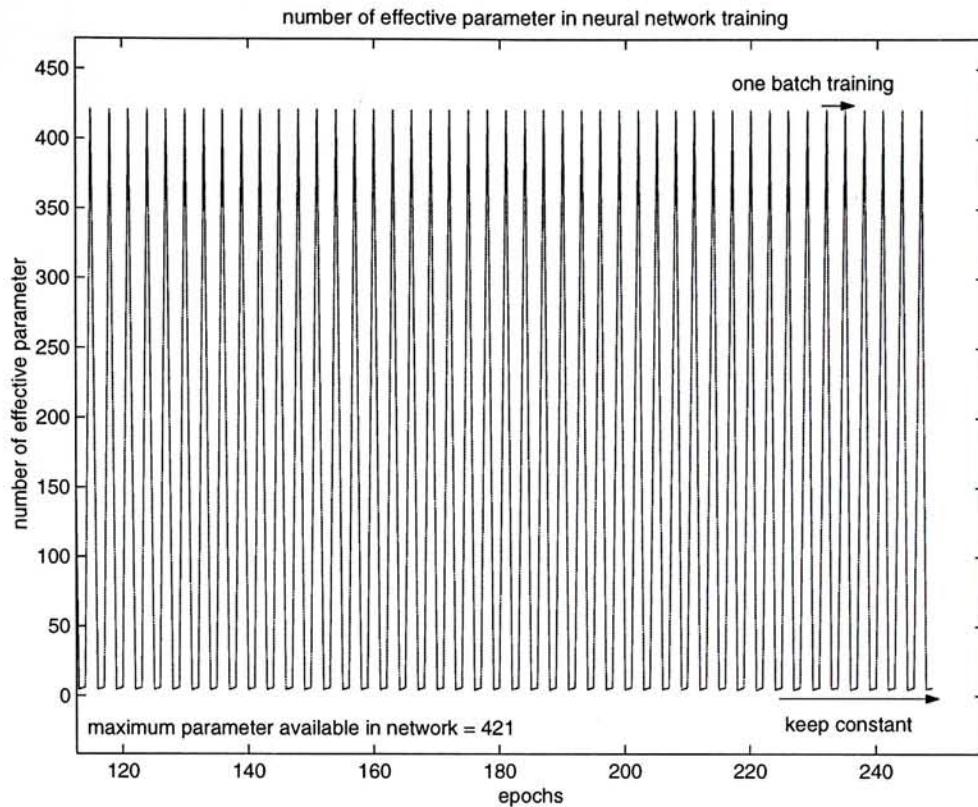 number of effective parameter in neural network training
450
400
350
300
250
200
150
100
50
0
number of effective parameter
one batch training
maximum parameter available in network = 421
keep constant
120 140 160 180 200 220 240
epochs